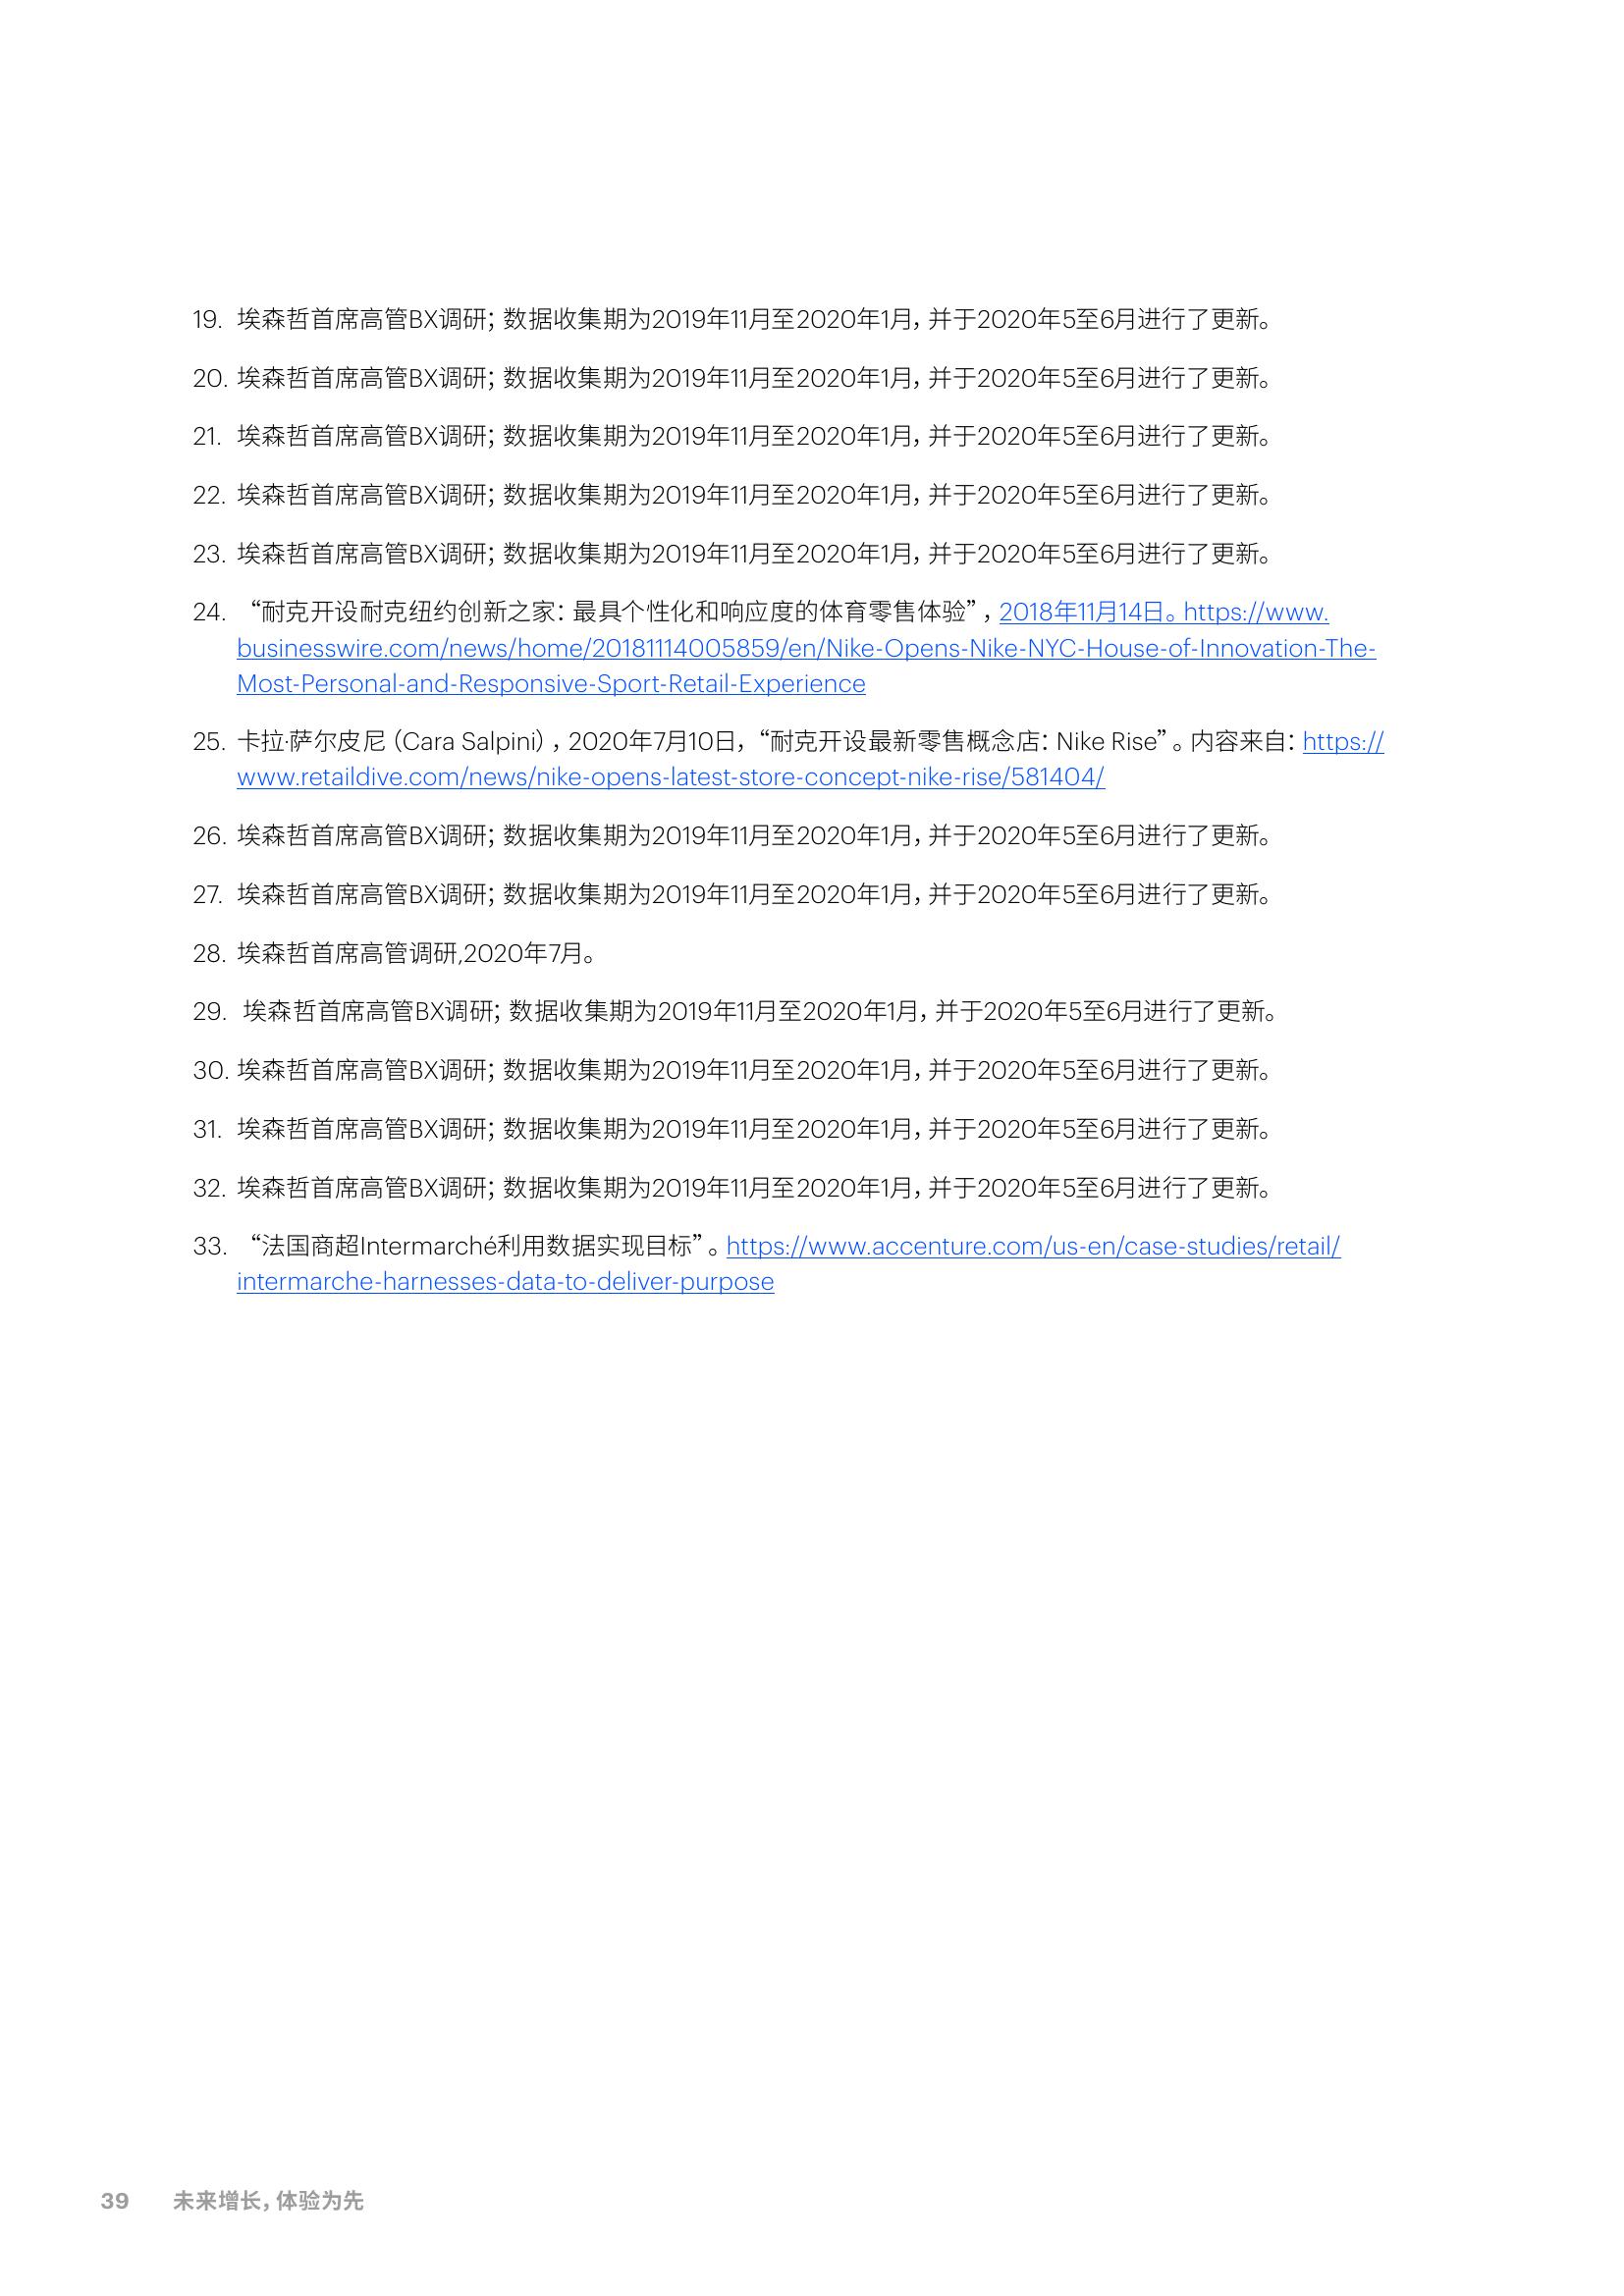 19. 埃森哲首席高管BX调研；数据收集期为2019年11月至2020年1月，并于2020年5至6月进行了更新。
20. 埃森哲首席高管BX调研；数据收集期为2019年11月至2020年1月，并于2020年5至6月进行了更新。
21. 埃森哲首席高管BX调研；数据收集期为2019年11月至2020年1月，并于2020年5至6月进行了更新。
22. 埃森哲首席高管BX调研；数据收集期为2019年11月至2020年1月，并于2020年5至6月进行了更新。
23. 埃森哲首席高管BX调研；数据收集期为2019年11月至2020年1月，并于2020年5至6月进行了更新。
24. “耐克开设耐克纽约创新之家：最具个性化和响应度的体育零售体验”，2018年11月14日。https://www.
businesswire.com/news/home/20181114005859/en/Nike-Opens-Nike-NYC-House-of-Innovation-The-
Most-Personal-and-Responsive-Sport-Retail-Experience
25. 卡拉·萨尔皮尼（Cara Salpini），2020年7月10日，“耐克开设最新零售概念店：Nike Rise”。内容来自：https://
www.retaildive.com/news/nike-opens-latest-store-concept-nike-rise/581404/
26. 埃森哲首席高管BX调研；数据收集期为2019年11月至2020年1月，并于2020年5至6月进行了更新。
27. 埃森哲首席高管BX调研；数据收集期为2019年11月至2020年1月，并于2020年5至6月进行了更新。
28. 埃森哲首席高管调研,2020年7月。
29. 埃森哲首席高管BX调研；数据收集期为2019年11月至2020年1月，并于2020年5至6月进行了更新。
30. 埃森哲首席高管BX调研；数据收集期为2019年11月至2020年1月，并于2020年5至6月进行了更新。
31. 埃森哲首席高管BX调研；数据收集期为2019年11月至2020年1月，并于2020年5至6月进行了更新。
32. 埃森哲首席高管BX调研；数据收集期为2019年11月至2020年1月，并于2020年5至6月进行了更新。
33. “法国商超Intermarché利用数据实现目标”。https://www.accenture.com/us-en/case-studies/retail/
intermarche-harnesses-data-to-deliver-purpose
39 未来增长，体验为先